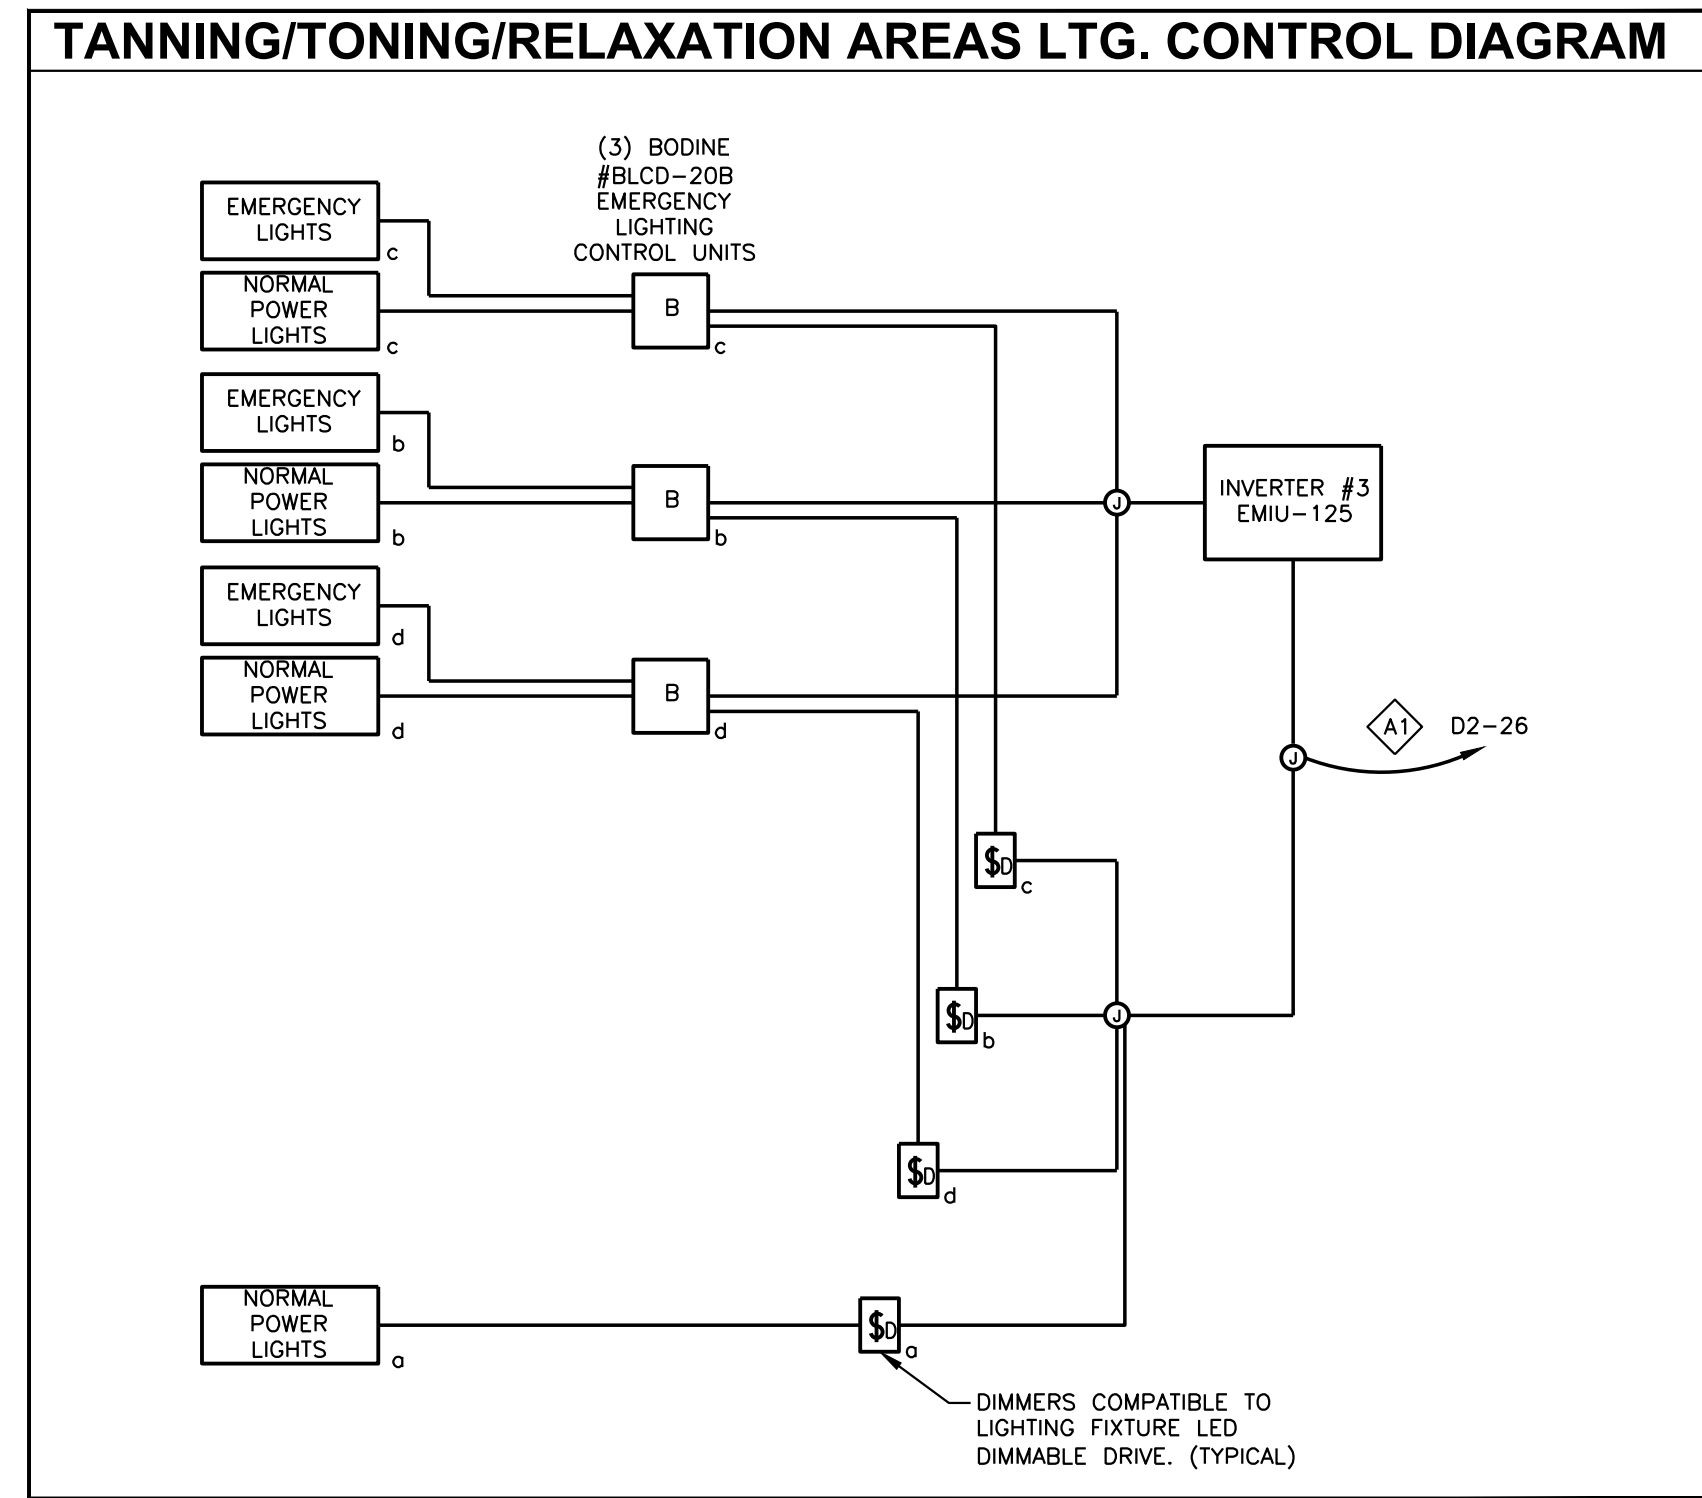 TANNING/TONING/RELAXATION AREAS LTG. CONTROL DIAGRAM
(3) BODINE
#BLCD-20B
EMERGENCY
LIGHTING
CONTROL UNITS
EMERGENCY
LIGHTS
c
NORMAL
POWER
LIGHTS
c
B
c
EMERGENCY
LIGHTS
b
NORMAL
POWER
LIGHTS
b
B
b
J
INVERTER #3
EMIU-125
EMERGENCY
LIGHTS
d
NORMAL
POWER
LIGHTS
d
B
d
A1 D2-26
J
$D
c
$D
b
J
$D
d
NORMAL
POWER
LIGHTS
a
$D
a
DIMMERS COMPATIBLE TO
LIGHTING FIXTURE LED
DIMMABLE DRIVE. (TYPICAL)